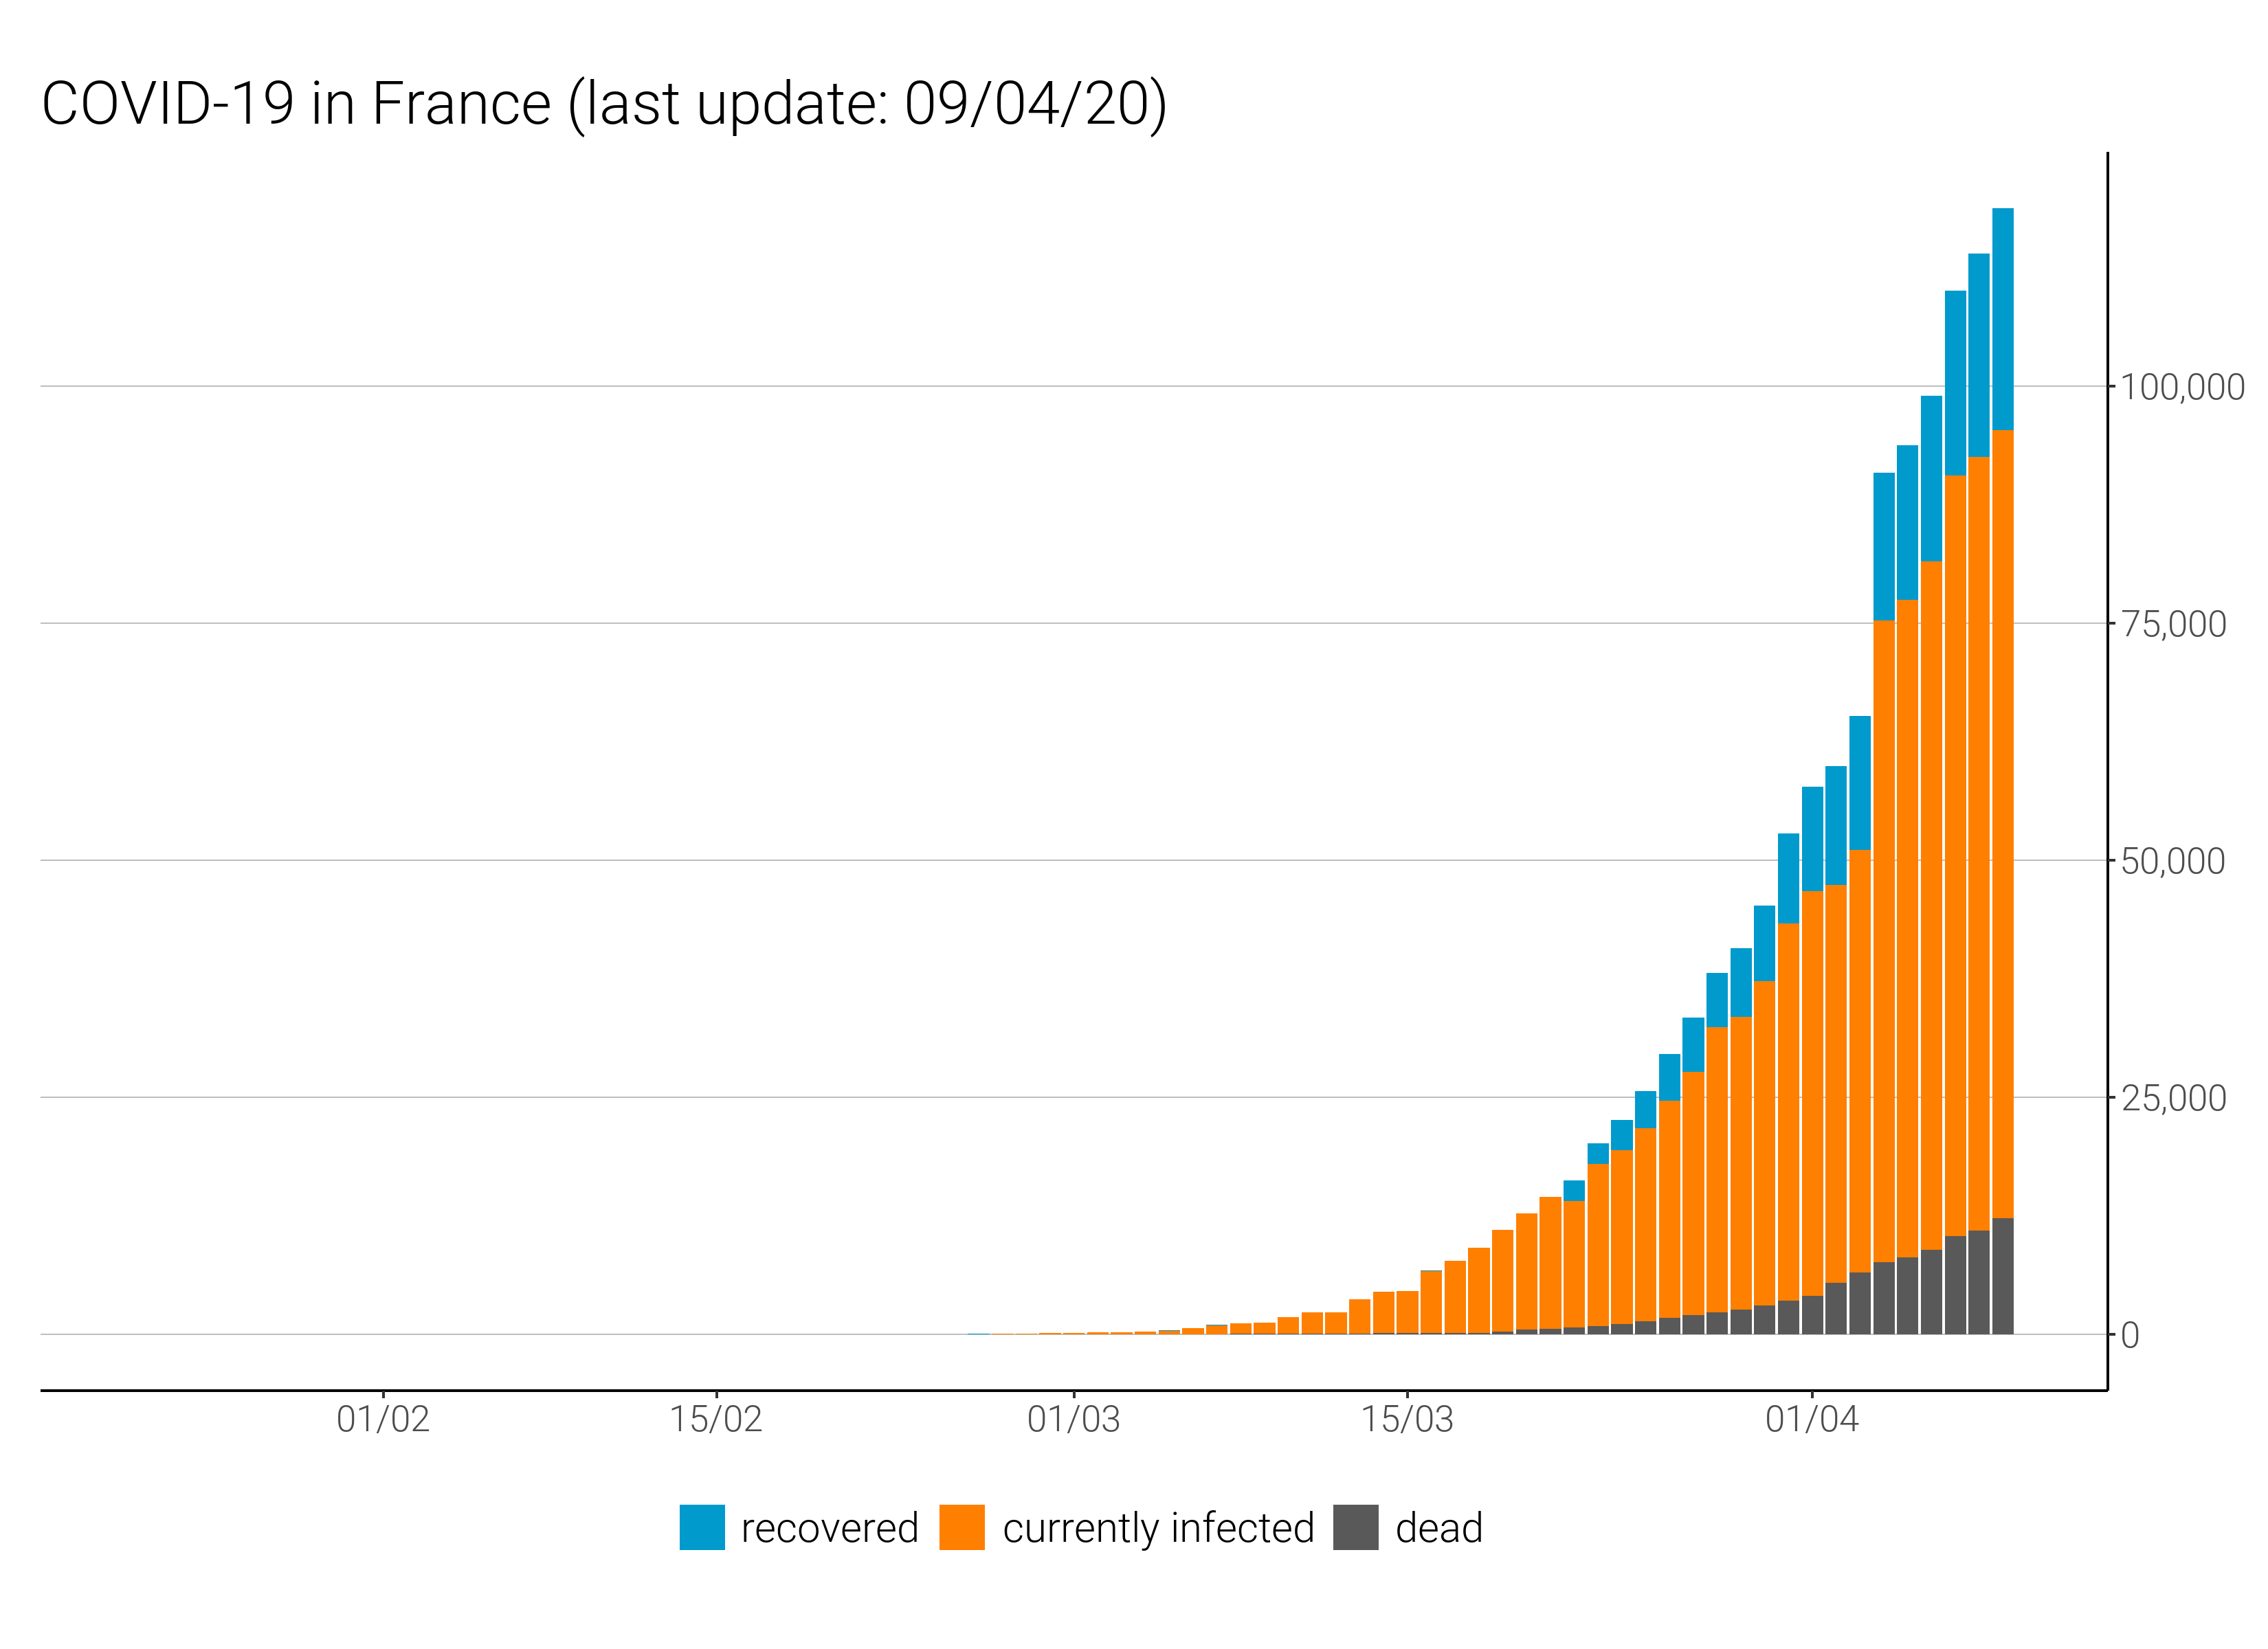 COVID-19 in France (last update: 09/04/20)
100,000
75,000
50,000
25,000
0
01/02 15/02 01/03 15/03 01/04
recovered currently infected dead